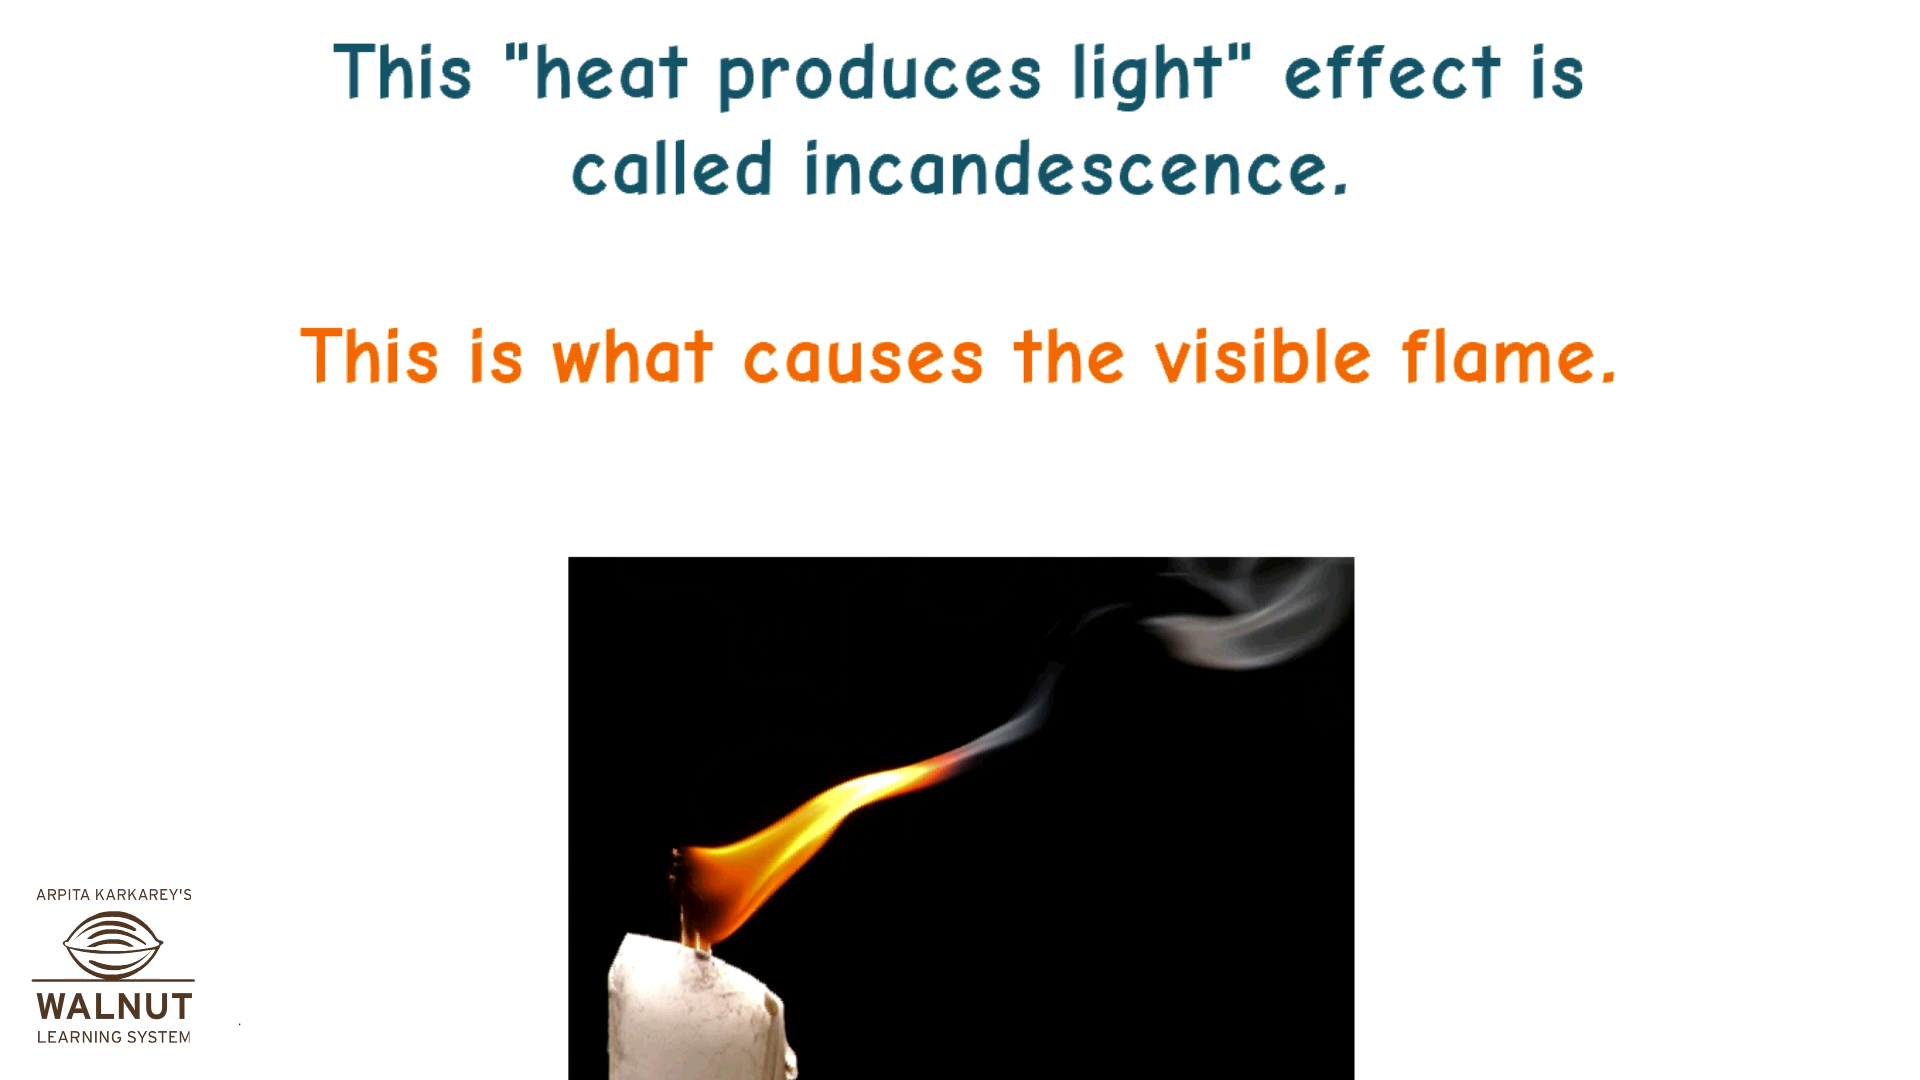 This "heat produces light" effect is
called incandescence.
This is what causes the visible flame.
ARPITA KARKAREY'S
WALNUT
LEARNING SYSTEM